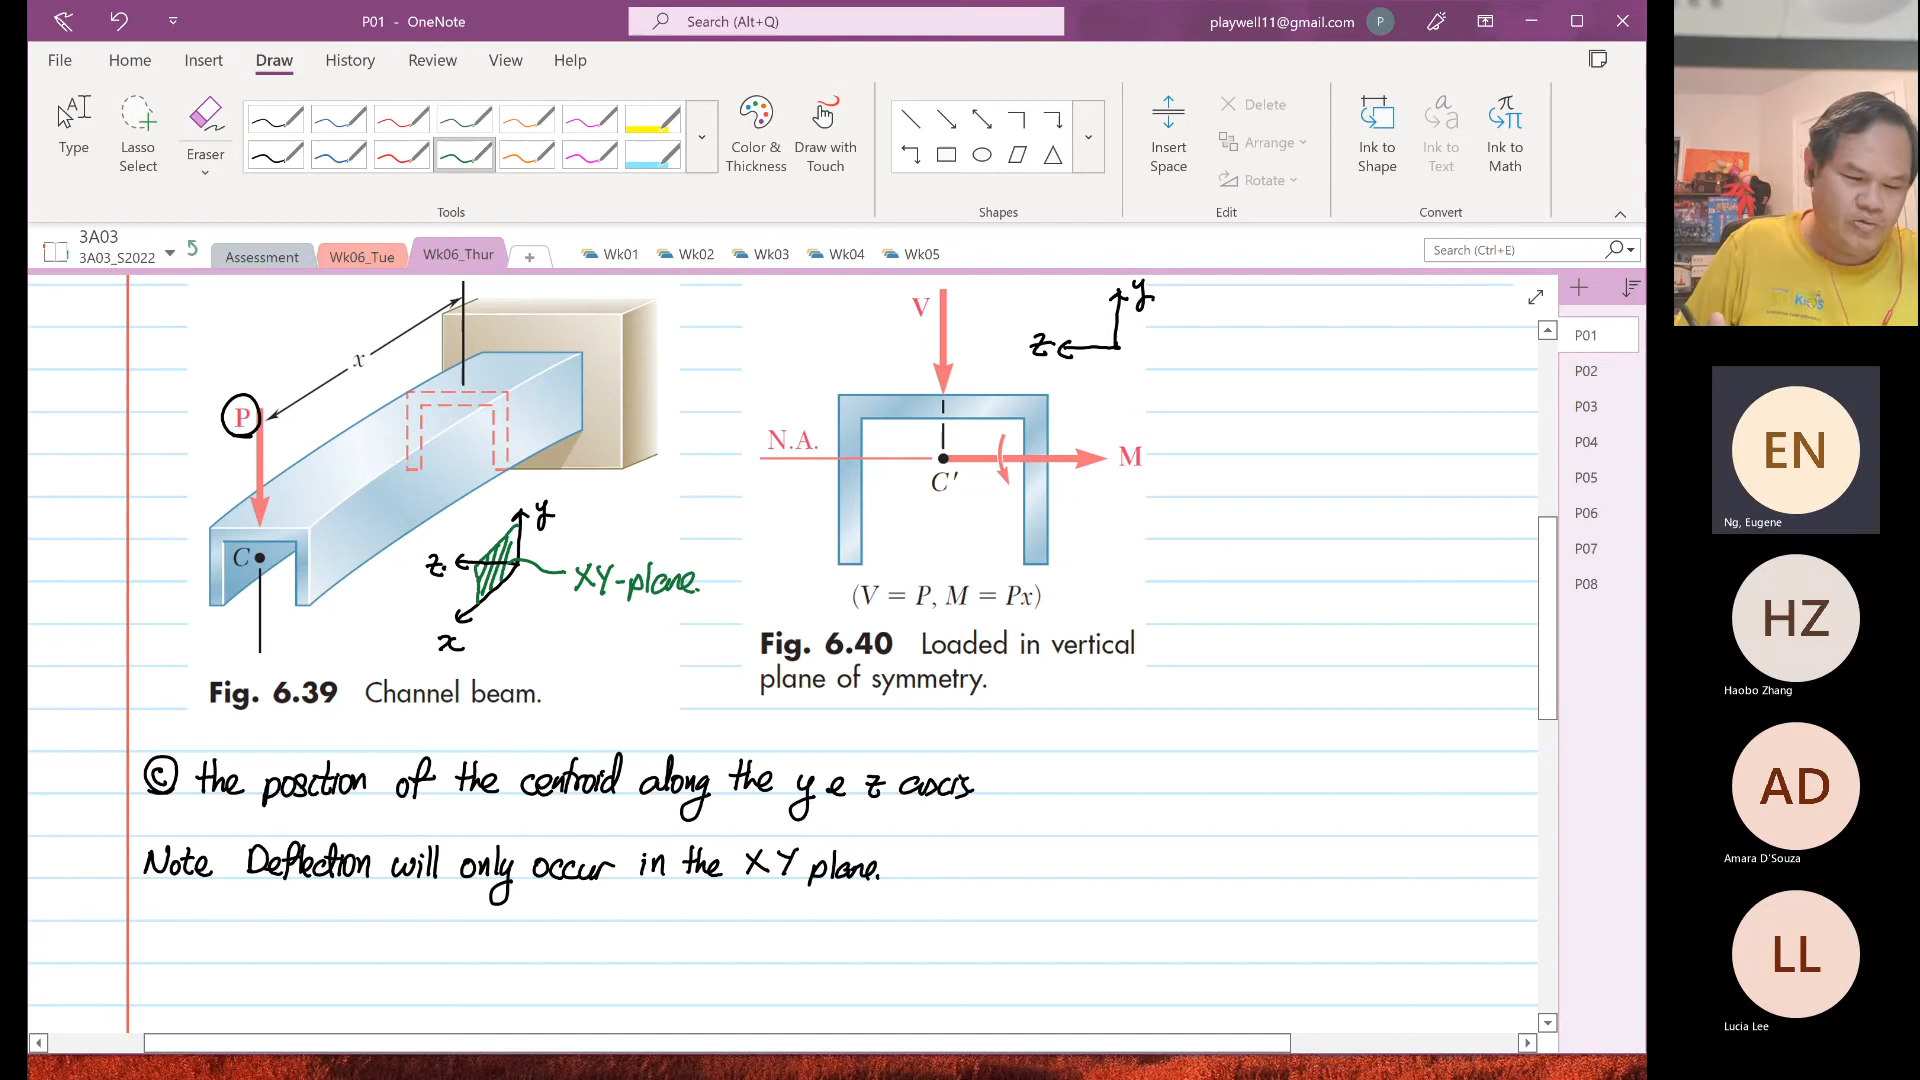 P01 - OneNote
Search (Alt+Q)
playwell11@gmail.com
P
File Home Insert Draw History Review View Help
Type
Lasso Select
Eraser
Color & Thickness
Draw with Touch
Insert Space
Delete
Arrange
Rotate
Ink to Shape
Ink to Text
Ink to Math
Tools
Shapes
Edit
Convert
3A03
3A03_S2022
Assessment
Wk06_Tue
Wk06_Thur
Wk01
Wk02
Wk03
Wk04
Wk05
Search (Ctrl+E)
P01
P02
P03
P04
P05
P06
P07
P08
x
P
C
y
z
x
XY-plane.
Fig. 6.39 Channel beam.
V
y
z
N.A.
M
C′
(V = P, M = Px)
Fig. 6.40 Loaded in vertical
plane of symmetry.
© the position of the centroid along the y e z axis
Note Deflection will only occur in the XY plane.
EN
Ng, Eugene
HZ
Haobo Zhang
AD
Amara D'Souza
LL
Lucia Lee